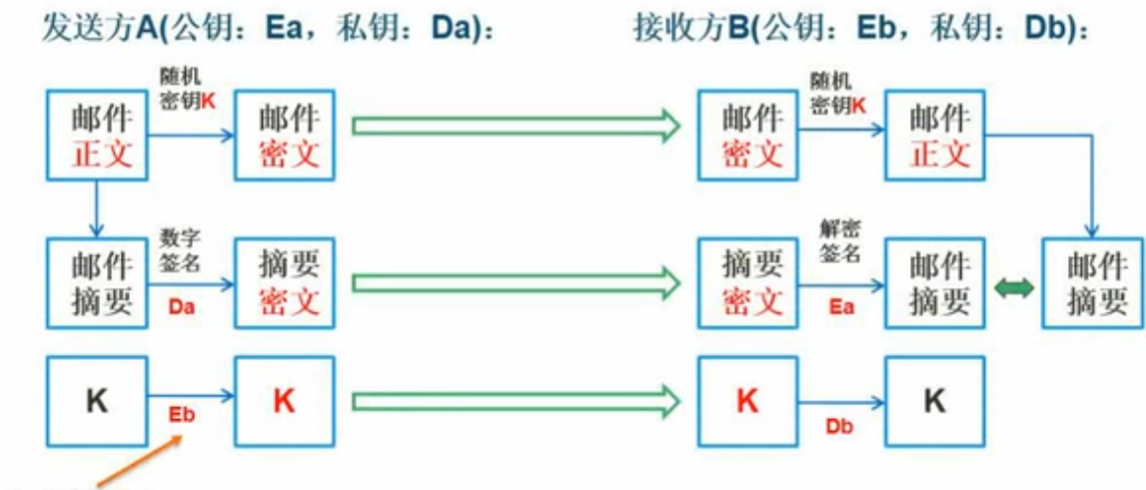 发送方A(公钥：Ea，私钥：Da)：
接收方B(公钥：Eb，私钥：Db)：
邮件
正文
随机
密钥K
邮件
密文
邮件
密文
随机
密钥K
邮件
正文
邮件
摘要
数字
签名
Da
摘要
密文
摘要
密文
解密
签名
Ea
邮件
摘要
邮件
摘要
K
Eb
K
K
Db
K